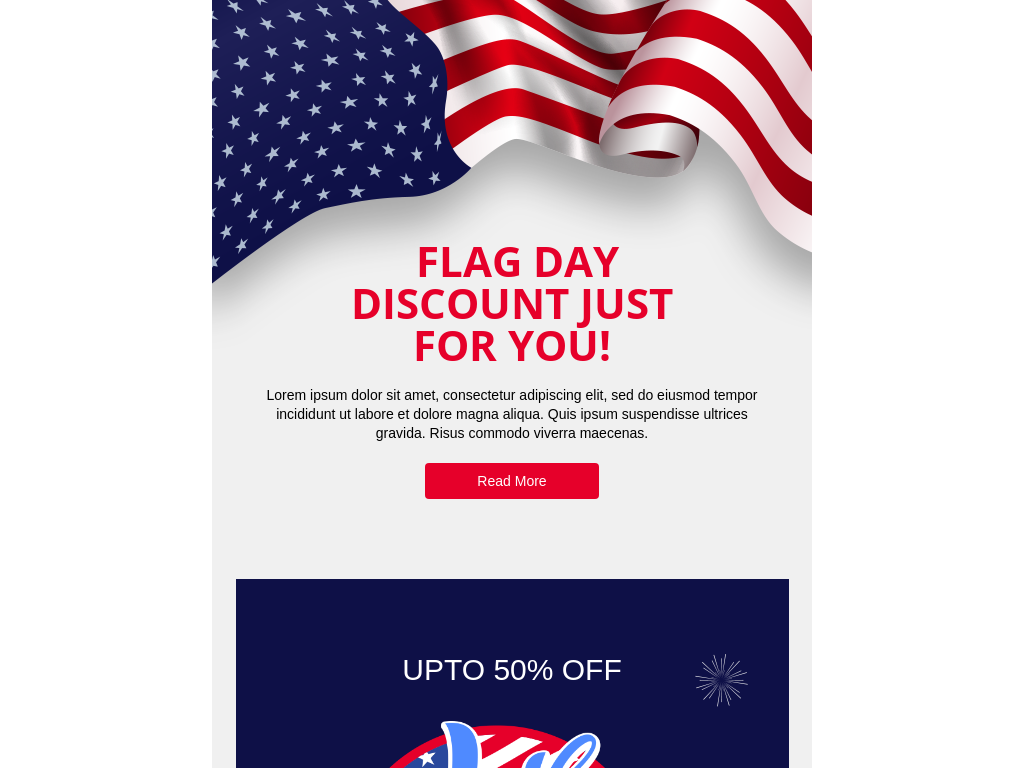 FLAG DAY
DISCOUNT JUST
FOR YOU!
Lorem ipsum dolor sit amet, consectetur adipiscing elit, sed do eiusmod tempor
incididunt ut labore et dolore magna aliqua. Quis ipsum suspendisse ultrices
gravida. Risus commodo viverra maecenas.
Read More
UPTO 50% OFF